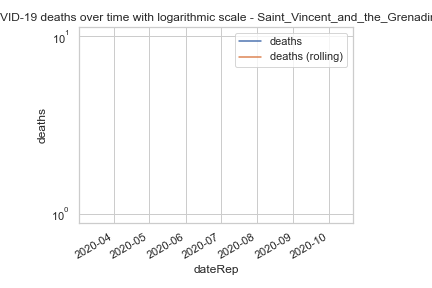 VID-19 deaths over time with logarithmic scale - Saint_Vincent_and_the_Grenadin
10¹
deaths
deaths (rolling)
deaths
10⁰
2020-04
2020-05
2020-06
2020-07
2020-08
2020-09
2020-10
dateRep